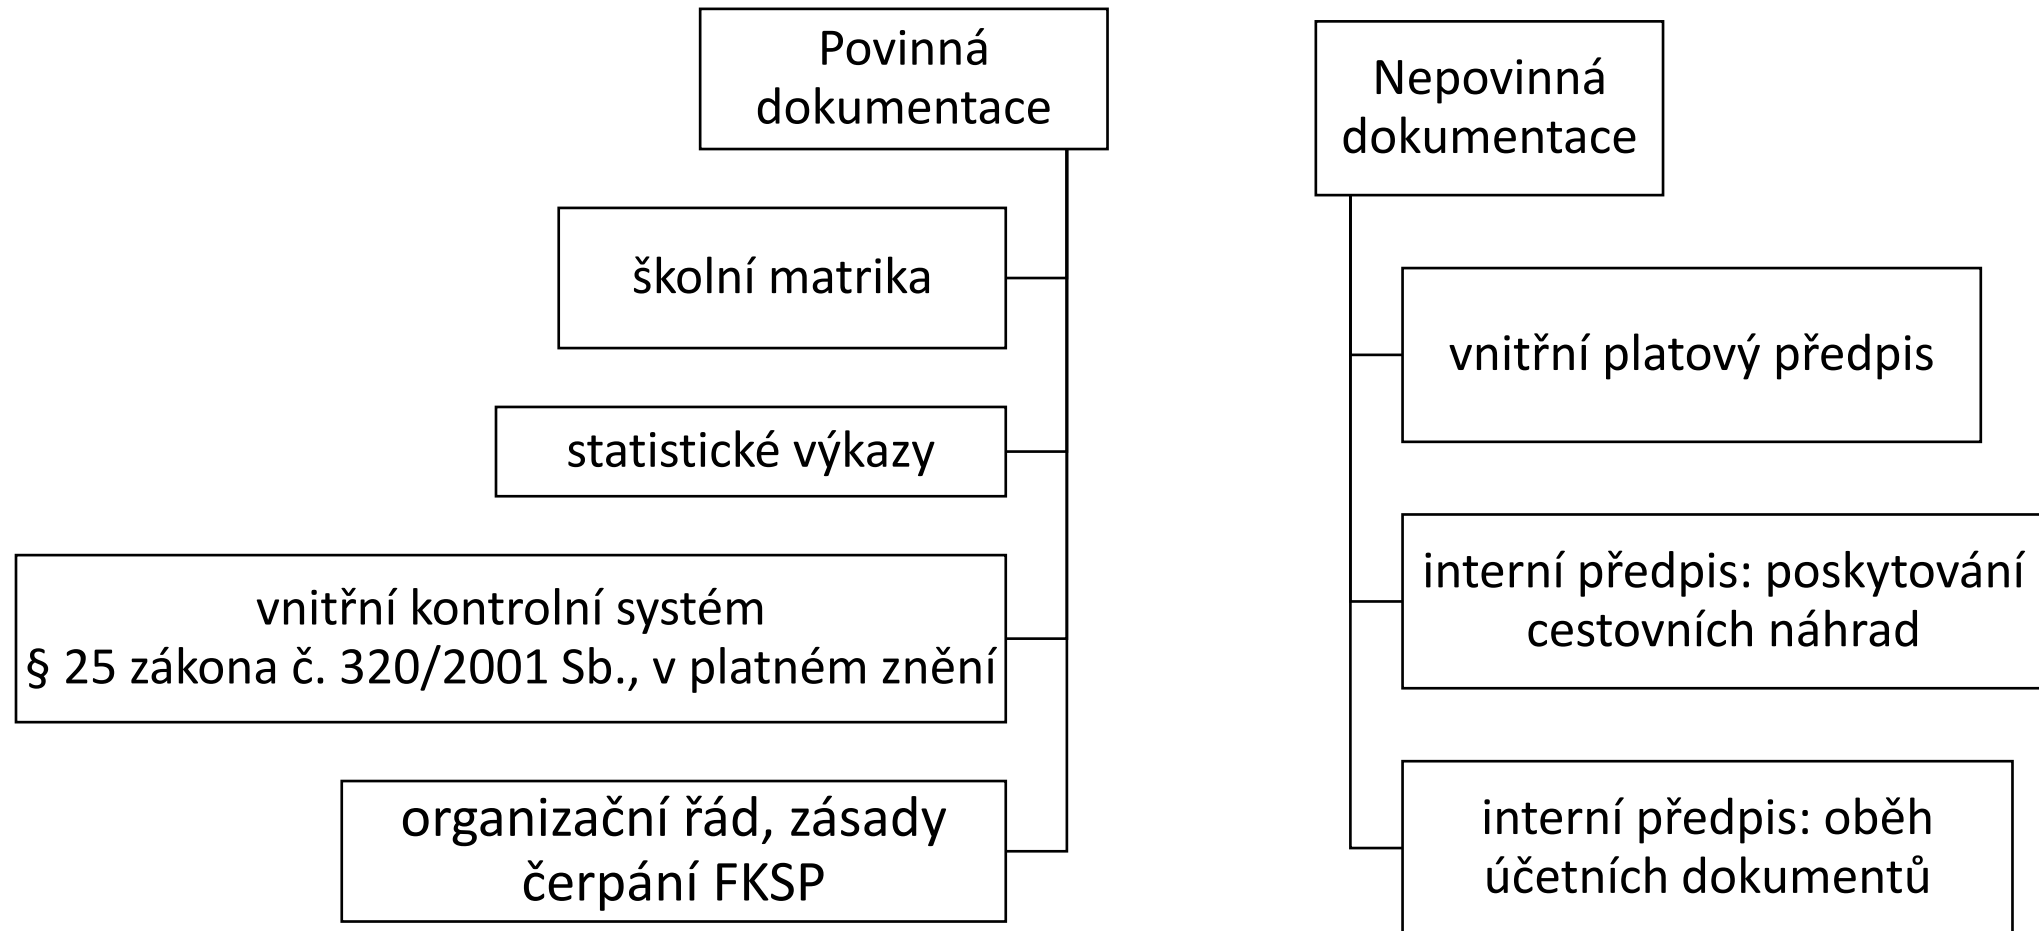 Povinná
dokumentace
školní matrika
statistické výkazy
vnitřní kontrolní systém
§ 25 zákona č. 320/2001 Sb., v platném znění
organizační řád, zásady
čerpání FKSP
Nepovinná
dokumentace
vnitřní platový předpis
interní předpis: poskytování
cestovních náhrad
interní předpis: oběh
účetních dokumentů